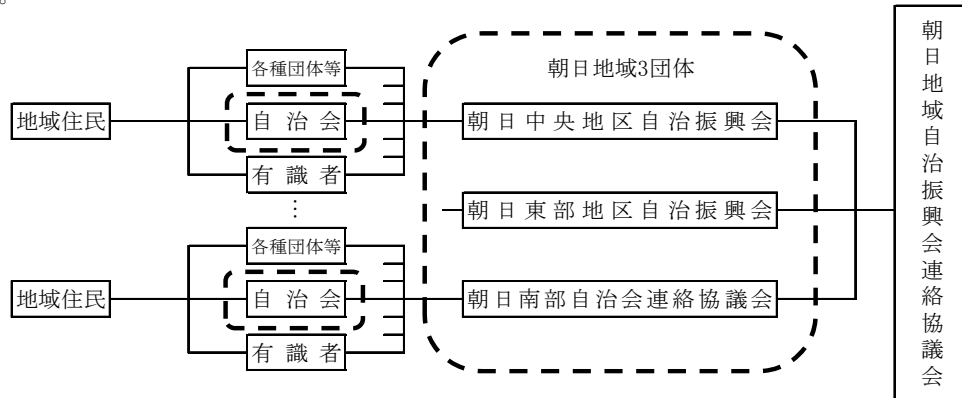 。
各種団体等
朝日地域3団体
地域住民
自治会
朝日中央地区自治振興会
有識者
⋮
朝日東部地区自治振興会
各種団体等
地域住民
自治会
朝日南部自治会連絡協議会
有識者
朝日地域自治振興会連絡協議会